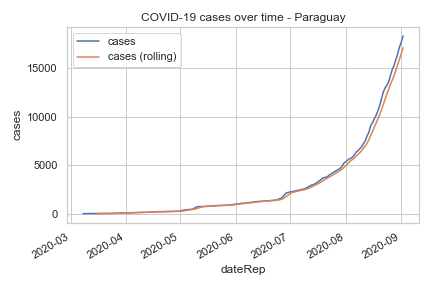 COVID-19 cases over time - Paraguay
cases
cases (rolling)
cases
15000
10000
5000
0
2020-03
2020-04
2020-05
2020-06
2020-07
2020-08
2020-09
dateRep